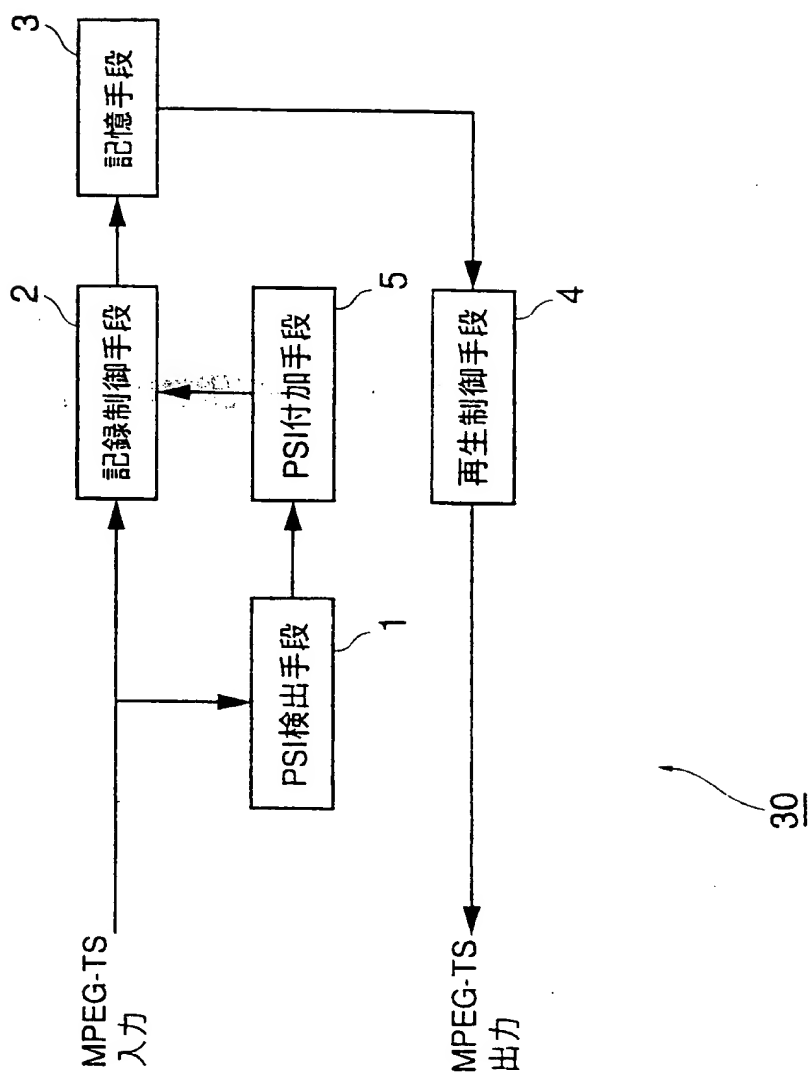 MPEG-TS
入力
PSI検出手段
1
記録制御手段
2
PSI付加手段
5
記憶手段
3
再生制御手段
4
MPEG-TS
出力
30